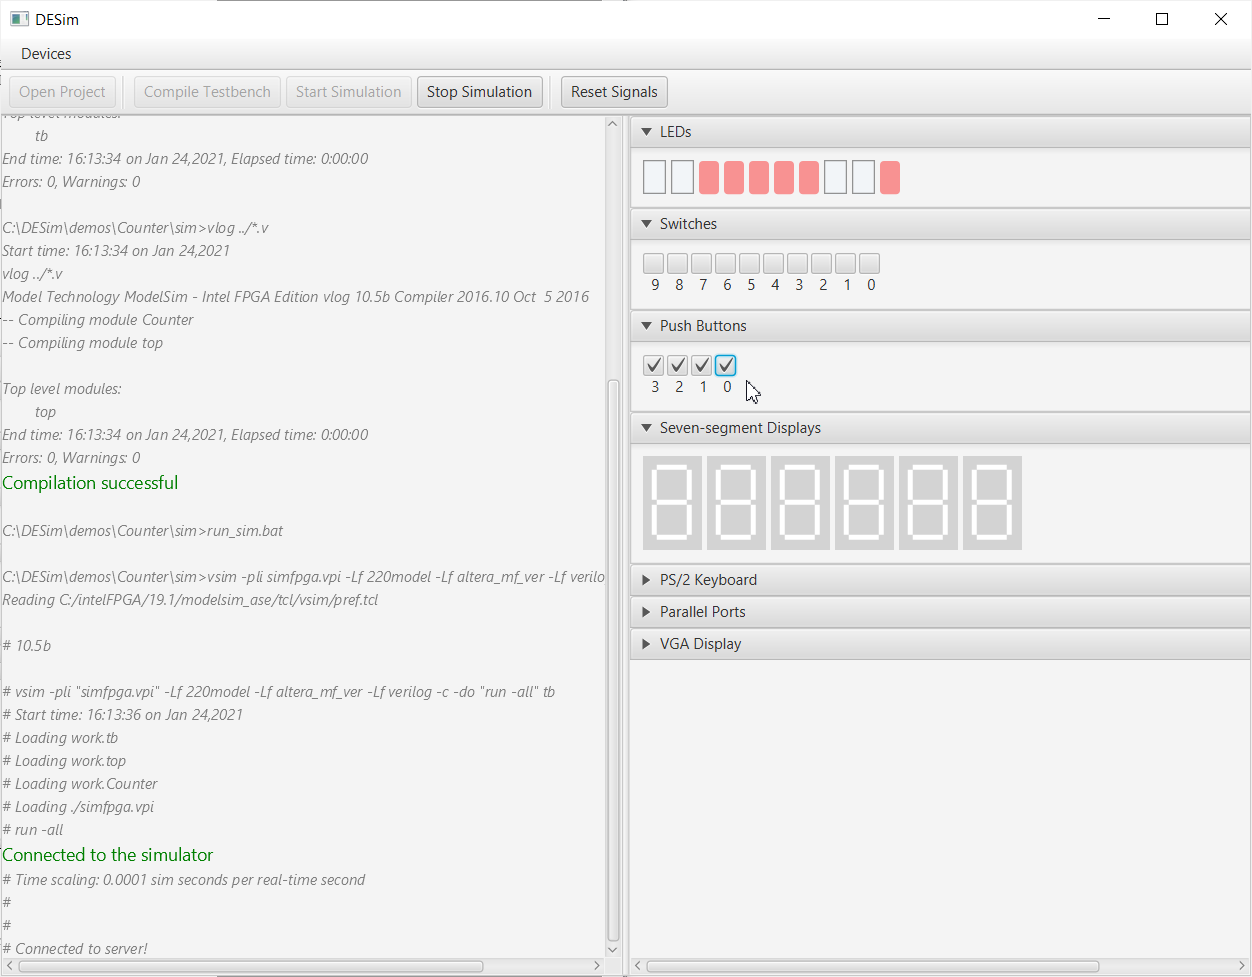 DESim
Devices
Open Project
Compile Testbench
Start Simulation
Stop Simulation
Reset Signals
Top level modules:
tb
End time: 16:13:34 on Jan 24,2021, Elapsed time: 0:00:00
Errors: 0, Warnings: 0
C:\DESim\demos\Counter\sim>vlog ../*.v
Start time: 16:13:34 on Jan 24,2021
vlog ../*.v
Model Technology ModelSim - Intel FPGA Edition vlog 10.5b Compiler 2016.10 Oct  5 2016
-- Compiling module Counter
-- Compiling module top
Top level modules:
top
End time: 16:13:34 on Jan 24,2021, Elapsed time: 0:00:00
Errors: 0, Warnings: 0
Compilation successful
C:\DESim\demos\Counter\sim>run_sim.bat
C:\DESim\demos\Counter\sim>vsim -pli simfpga.vpi -Lf 220model -Lf altera_mf_ver -Lf verilo
Reading C:/intelFPGA/19.1/modelsim_ase/tcl/vsim/pref.tcl
# 10.5b
# vsim -pli "simfpga.vpi" -Lf 220model -Lf altera_mf_ver -Lf verilog -c -do "run -all" tb
# Start time: 16:13:36 on Jan 24,2021
# Loading work.tb
# Loading work.top
# Loading work.Counter
# Loading ./simfpga.vpi
# run -all
Connected to the simulator
# Time scaling: 0.0001 sim seconds per real-time second
#
#
# Connected to server!
LEDs
Switches
9 8 7 6 5 4 3 2 1 0
Push Buttons
3 2 1 0
Seven-segment Displays
PS/2 Keyboard
Parallel Ports
VGA Display